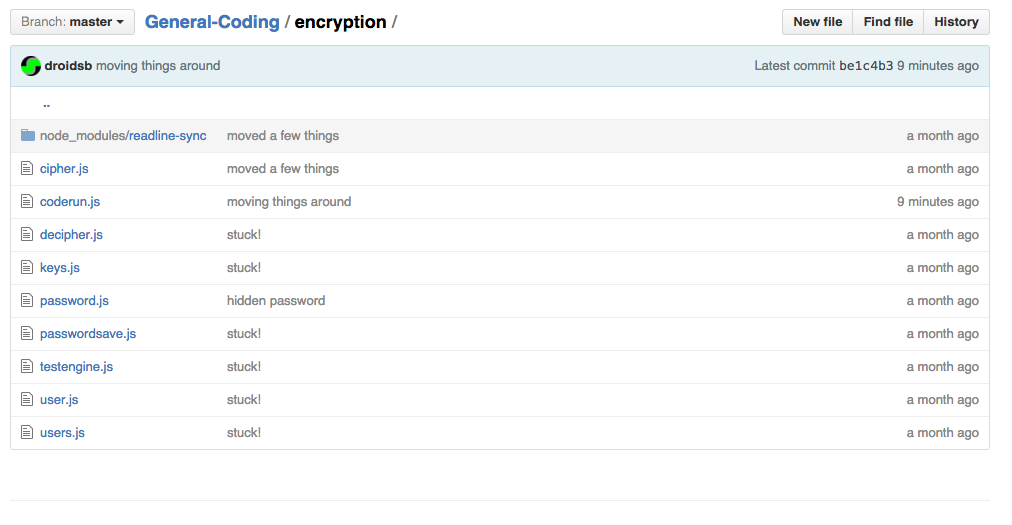 Branch: master General-Coding / encryption / New file Find file History
droidsb moving things around Latest commit be1c4b3 9 minutes ago
..
node_modules/readline-sync moved a few things a month ago
cipher.js moved a few things a month ago
coderun.js moving things around 9 minutes ago
decipher.js stuck! a month ago
keys.js stuck! a month ago
password.js hidden password a month ago
passwordsave.js stuck! a month ago
testengine.js stuck! a month ago
user.js stuck! a month ago
users.js stuck! a month ago